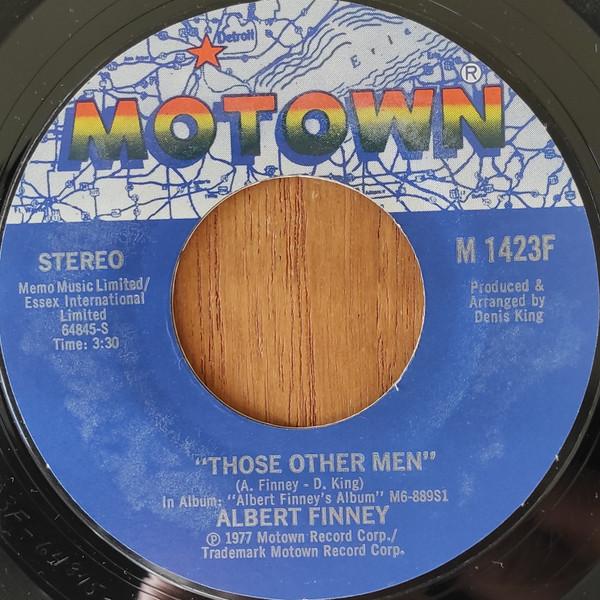 Detroit
Erie
®
MOTOWN
STEREO
Memo Music Limited/
Essex International
Limited
64845-S
Time: 3:30
M 1423F
Produced &
Arranged by
Denis King
"THOSE OTHER MEN"
(A. Finney - D. King)
In Album: "Albert Finney's Album" M6-889S1
ALBERT FINNEY
℗ 1977 Motown Record Corp./
Trademark Motown Record Corp.